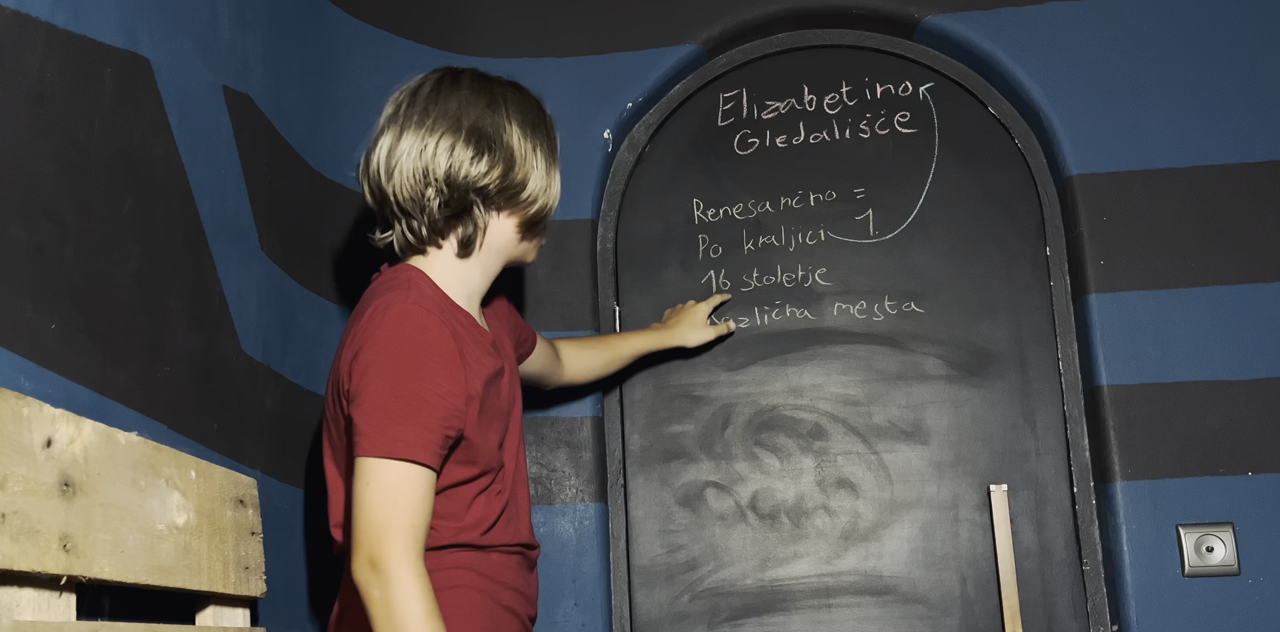 Elizabetino
Gledališče
Renesančno =
Po kraljici 1.
16 stoletje
mesta